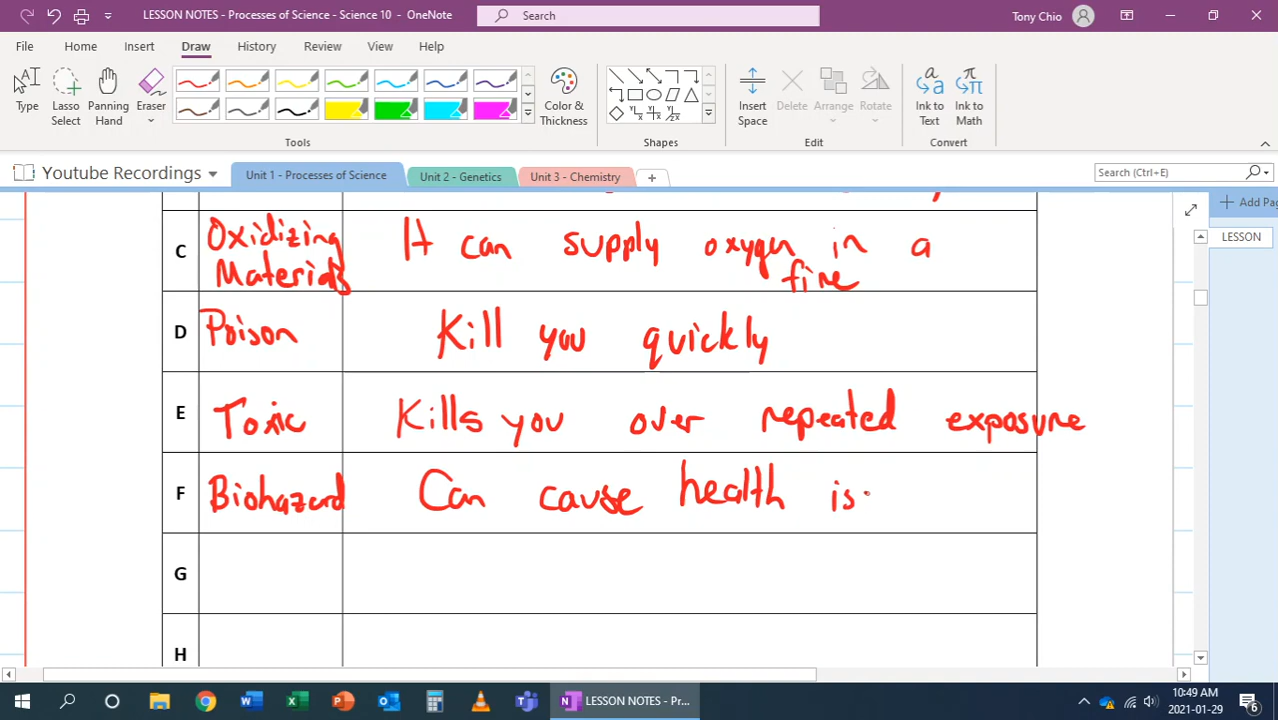 LESSON NOTES - Processes of Science - Science 10 - OneNote
Search
Tony Chio
File Home Insert Draw History Review View Help
Type
Lasso Select
Panning Hand
Eraser
Color & Thickness
Insert Space
Delete
Arrange
Rotate
Ink to Text
Ink to Math
Tools
Shapes
Edit
Convert
Youtube Recordings
Unit 1 - Processes of Science
Unit 2 - Genetics
Unit 3 - Chemistry
Search (Ctrl+E)
Add Pag
LESSON
C Oxidizing Materials It can supply oxygen in a fire
D Poison Kill you quickly
E Toxic Kills you over repeated exposure
F Biohazard Can cause health is
G
H
LESSON NOTES - Pr...
10:49 AM
2021-01-29
6